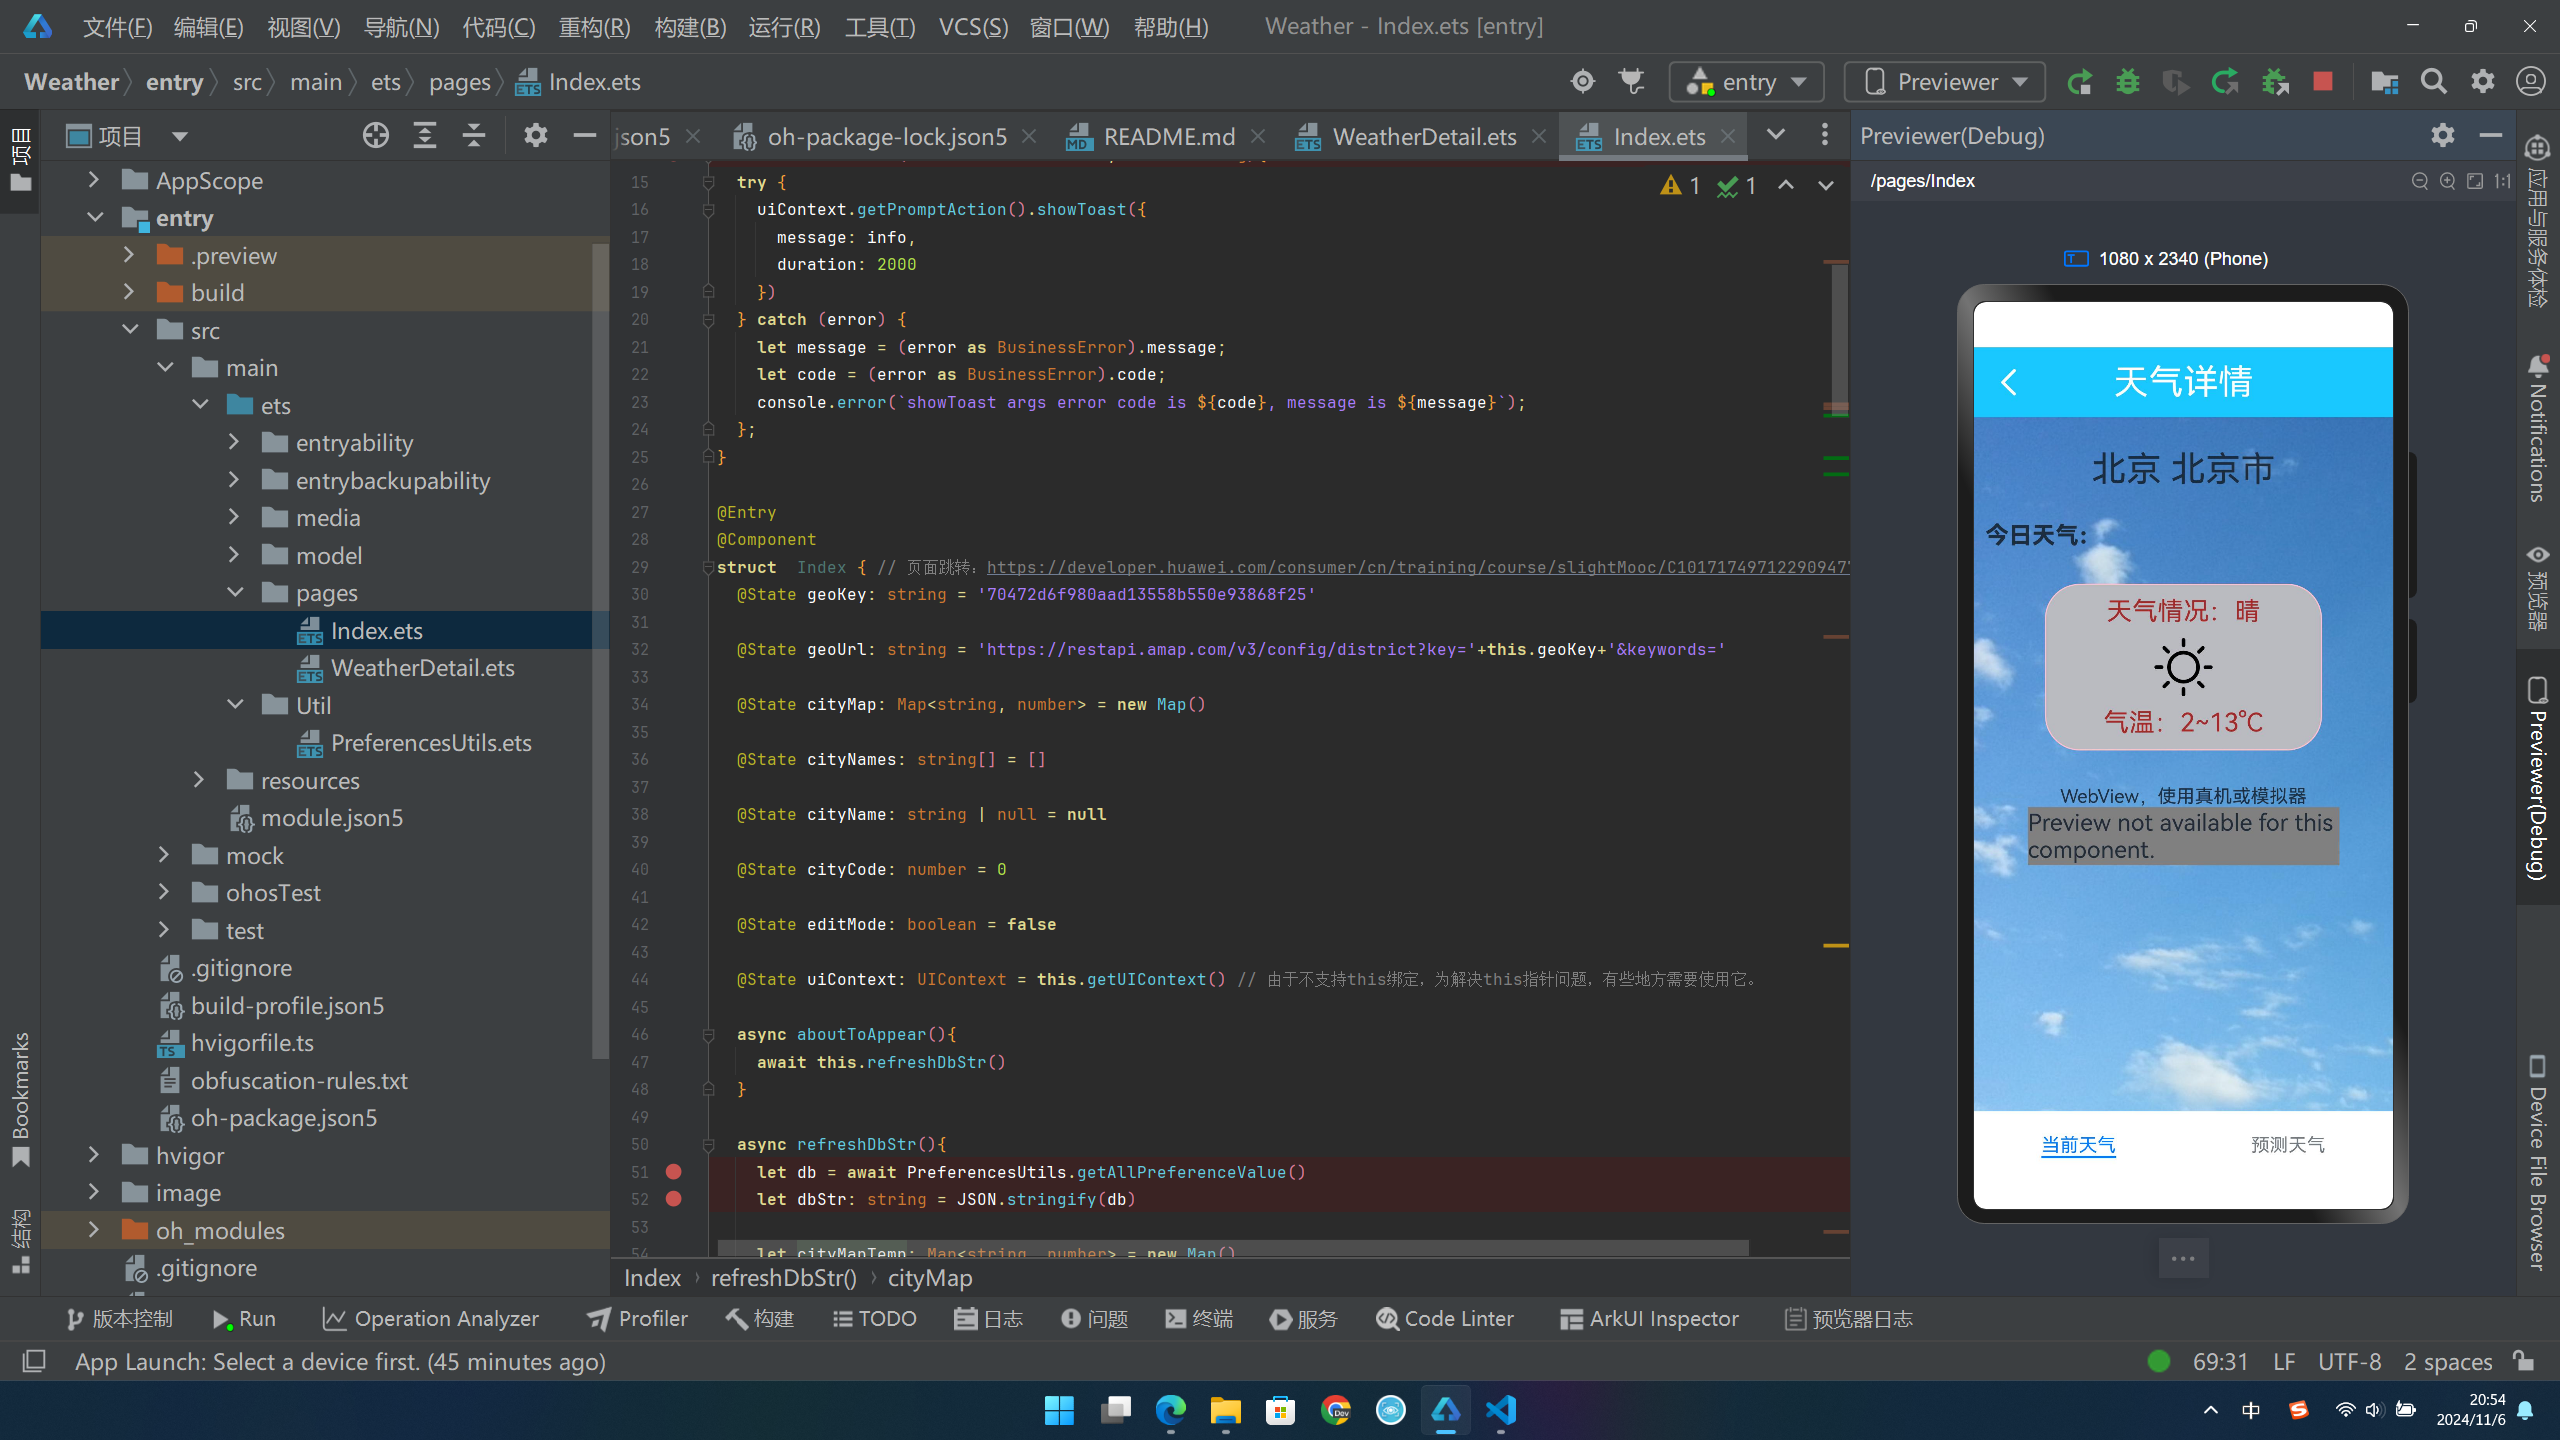 文件(F) 编辑(E) 视图(V) 导航(N) 代码(C) 重构(R) 构建(B) 运行(R) 工具(T) VCS(S) 窗口(W) 帮助(H) Weather - Index.ets [entry]
Weather entry src main ets pages Index.ets
entry Previewer
项目
项目
AppScope
entry
.preview
build
src
main
ets
entryability
entrybackupability
media
model
pages
Index.ets
WeatherDetail.ets
Util
PreferencesUtils.ets
resources
module.json5
mock
ohosTest
test
.gitignore
build-profile.json5
hvigorfile.ts
obfuscation-rules.txt
oh-package.json5
hvigor
image
oh_modules
.gitignore
Bookmarks
结构
json5 oh-package-lock.json5 README.md WeatherDetail.ets Index.ets
1 1
15 try {
16 uiContext.getPromptAction().showToast({
17 message: info,
18 duration: 2000
19 })
20 } catch (error) {
21 let message = (error as BusinessError).message;
22 let code = (error as BusinessError).code;
23 console.error(`showToast args error code is ${code}, message is ${message}`);
24 };
25 }
26
27 @Entry
28 @Component
29 struct Index { // 页面跳转：https://developer.huawei.com/consumer/cn/training/course/slightMooc/C10171749712290947
30 @State geoKey: string = '70472d6f980aad13558b550e93868f25'
31
32 @State geoUrl: string = 'https://restapi.amap.com/v3/config/district?key='+this.geoKey+'&keywords='
33
34 @State cityMap: Map<string, number> = new Map()
35
36 @State cityNames: string[] = []
37
38 @State cityName: string | null = null
39
40 @State cityCode: number = 0
41
42 @State editMode: boolean = false
43
44 @State uiContext: UIContext = this.getUIContext() // 由于不支持this绑定，为解决this指针问题，有些地方需要使用它。
45
46 async aboutToAppear(){
47 await this.refreshDbStr()
48 }
49
50 async refreshDbStr(){
51 let db = await PreferencesUtils.getAllPreferenceValue()
52 let dbStr: string = JSON.stringify(db)
53
54 let cityMapTemp: Map<string, number> = new Map()
Index › refreshDbStr() › cityMap
Previewer(Debug)
/pages/Index
1:1
1080 x 2340 (Phone)
天气详情
北京 北京市
今日天气：
天气情况：晴
气温：2~13℃
WebView，使用真机或模拟器
Preview not available for this
component.
当前天气 预测天气
···
应用与服务体检
Notifications
预览器
Previewer(Debug)
Device File Browser
版本控制 Run Operation Analyzer Profiler 构建 TODO 日志 问题 终端 服务 Code Linter ArkUI Inspector 预览器日志
App Launch: Select a device first. (45 minutes ago) 69:31 LF UTF-8 2 spaces
中 20:54
2024/11/6